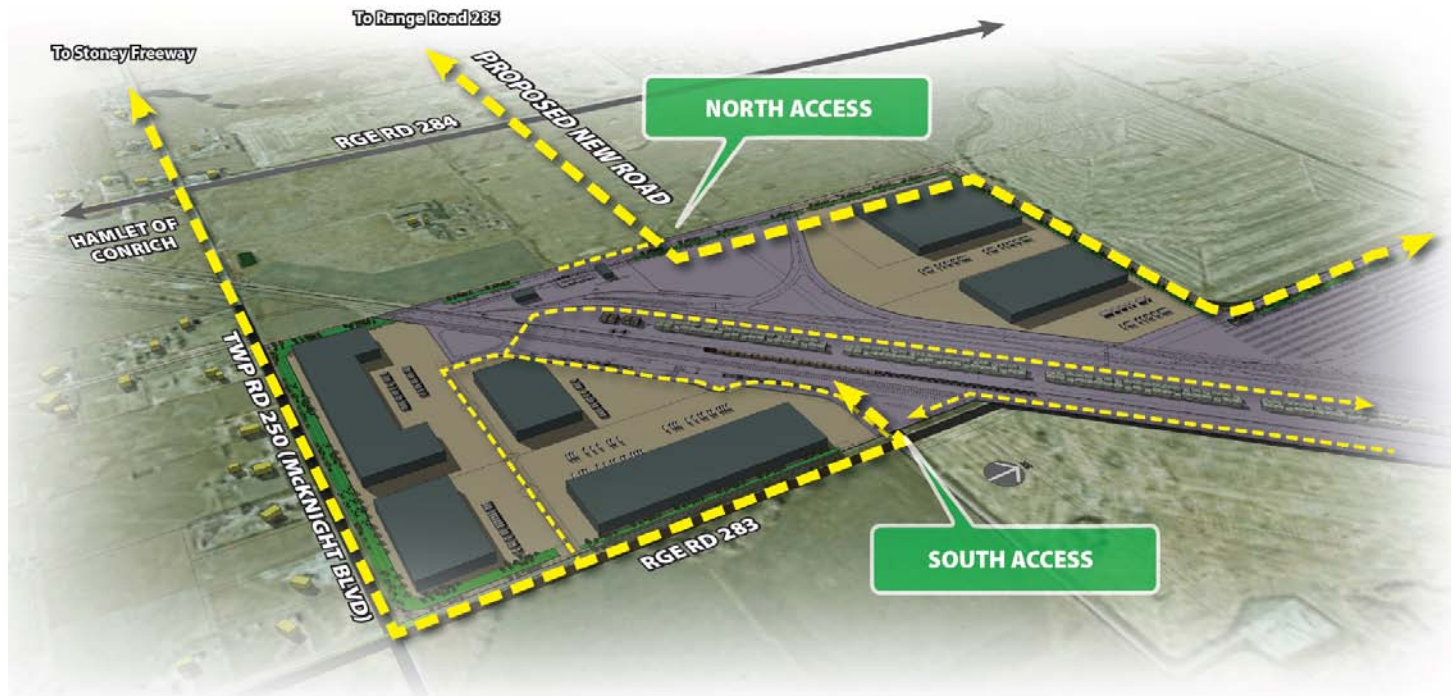 To Range Road 285
To Stoney Freeway
PROPOSED NEW ROAD
NORTH ACCESS
RGE RD 284
HAMLET OF
CONRICH
TWP RD 250 (McKNIGHT BLVD)
RGE RD 283
SOUTH ACCESS